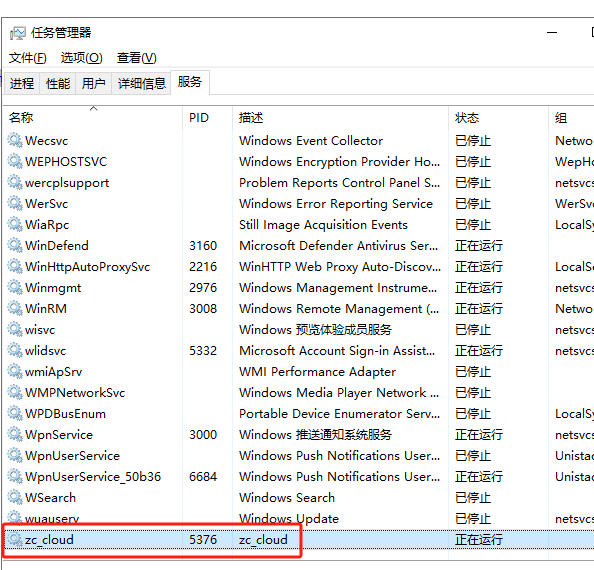 任务管理器
文件(F) 选项(O) 查看(V)
进程 性能 用户 详细信息 服务
名称 PID 描述 状态 组
Wecsvc Windows Event Collector 已停止 Netwo
WEPHOSTSVC Windows Encryption Provider Ho... 已停止 WepHo
wercplsupport Problem Reports Control Panel S... 已停止 netsvcs
WerSvc Windows Error Reporting Service 已停止 WerSv
WiaRpc Still Image Acquisition Events 已停止 LocalSy
WinDefend 3160 Microsoft Defender Antivirus Ser... 正在运行
WinHttpAutoProxySvc 2216 WinHTTP Web Proxy Auto-Discov... 正在运行 LocalSe
Winmgmt 2976 Windows Management Instrume... 正在运行 netsvcs
WinRM 3008 Windows Remote Management (... 正在运行 Netwo
wisvc Windows 预览体验成员服务 已停止 netsvcs
wlidsvc 5332 Microsoft Account Sign-in Assist... 正在运行 netsvcs
wmiApSrv WMI Performance Adapter 已停止
WMPNetworkSvc Windows Media Player Network ... 已停止
WPDBusEnum Portable Device Enumerator Serv... 已停止 LocalSy
WpnService 3000 Windows 推送通知系统服务 正在运行 netsvcs
WpnUserService Windows Push Notifications User... 已停止 Unistac
WpnUserService_50b36 6684 Windows Push Notifications User... 正在运行 Unistac
WSearch Windows Search 已停止
wuauserv Windows Update 已停止 netsvcs
zc_cloud 5376 zc_cloud 正在运行